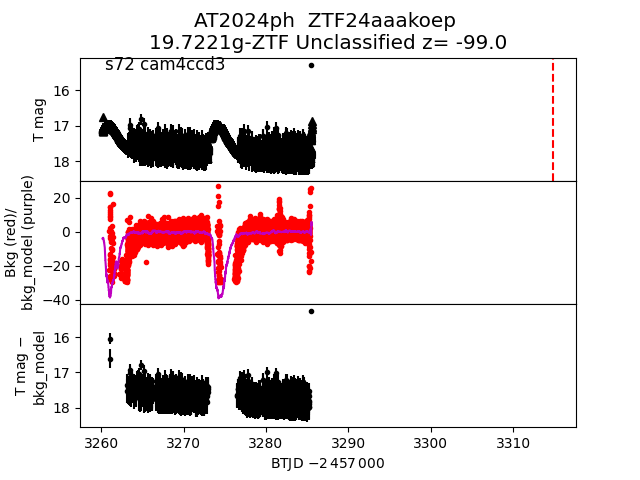 AT2024ph  ZTF24aaakoep
19.7221g-ZTF Unclassified z= -99.0
s72 cam4ccd3
T mag
16
17
18
Bkg (red)/
bkg_model (purple)
20
0
−20
−40
T mag −
bkg_model
16
17
18
3260 3270 3280 3290 3300 3310
BTJD −2 457 000